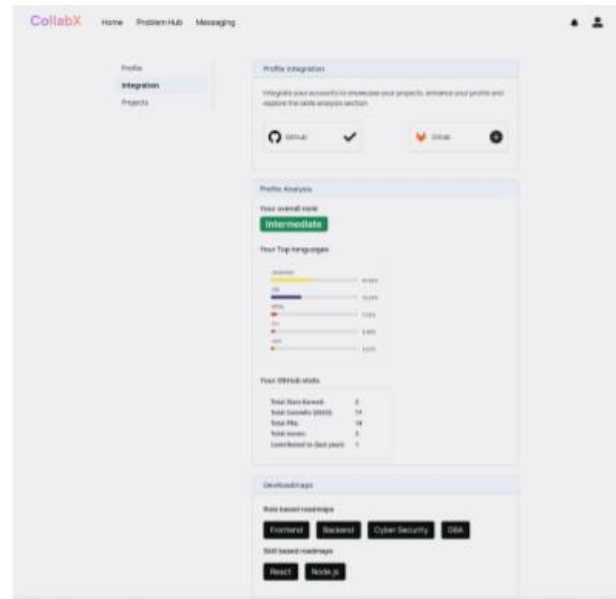 CollabX Home Problem Hub Messaging
Profile
Integration
Projects
Profile Integration
Integrate your accounts to showcase your projects, enhance your profile and
explore the skills analysis section
GitHub
Gitlab
Profile Analysis
Your overall rank
Intermediate
Your Top languages
HTML
Your GitHub stats
Total Stars Earned:
Total Commits (2023): 17
Total PRs:
Total Issues:
Contributed to (last year): 1
DevRoadmaps
Role based roadmaps
Frontend Backend Cyber Security DBA
Skill based roadmaps
React Node.js